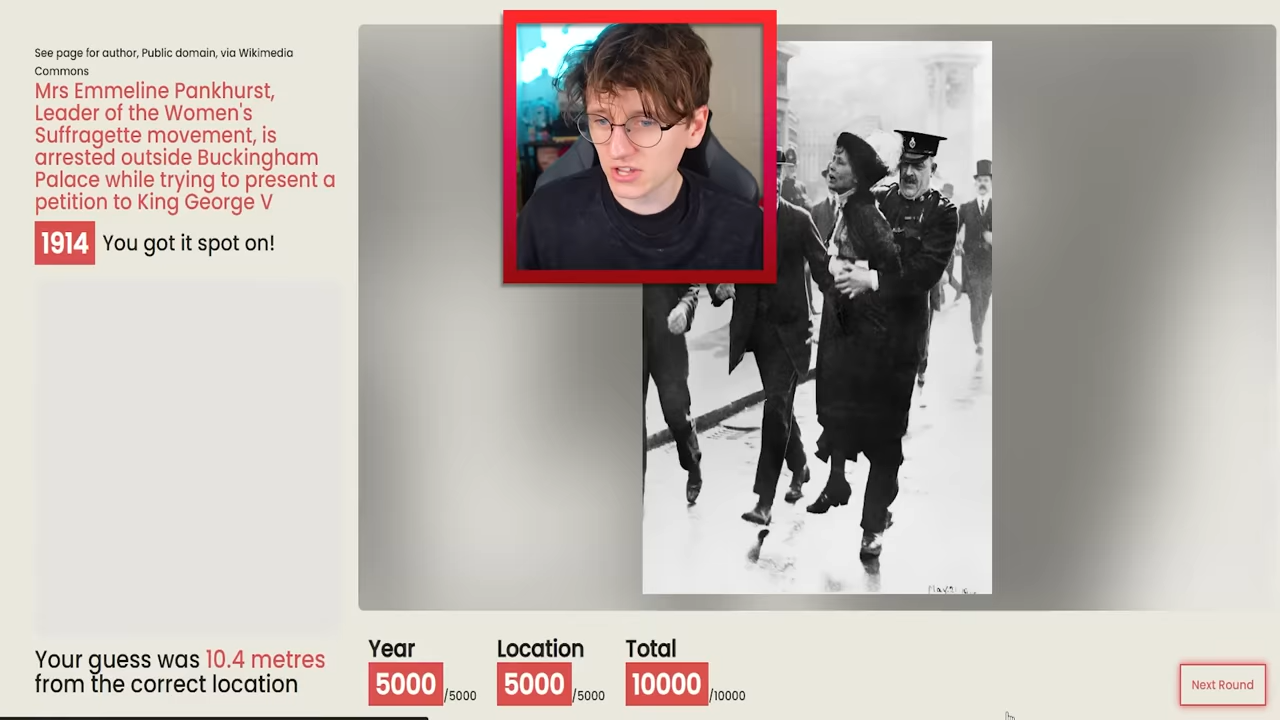 See page for author, Public domain, via Wikimedia
Commons
Mrs Emmeline Pankhurst,
Leader of the Women's
Suffragette movement, is
arrested outside Buckingham
Palace while trying to present a
petition to King George V
1914 You got it spot on!
Your guess was 10.4 metres
from the correct location
Year
5000/5000
Location
5000/5000
Total
10000/10000
Next Round